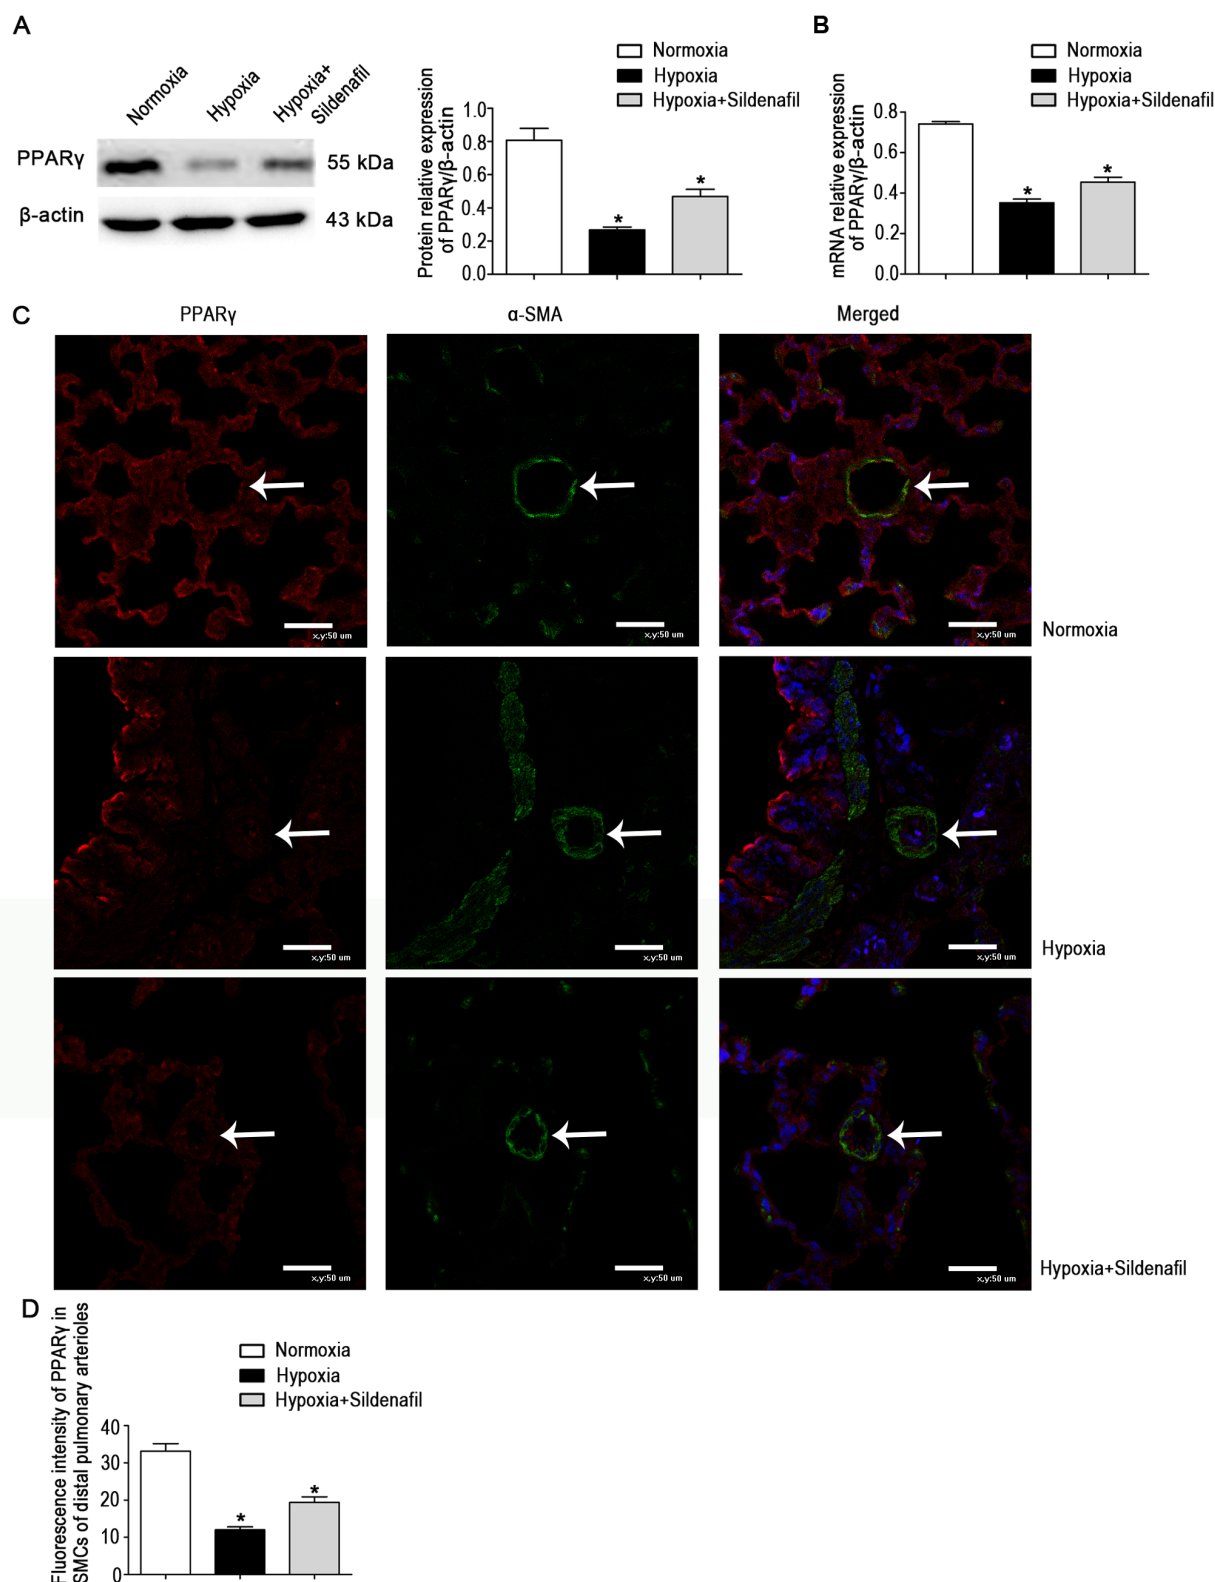 A
B
Normoxia
Hypoxia
Hypoxia+
Sildenafil
PPARγ
55 kDa
β-actin
43 kDa
Normoxia
Hypoxia
Hypoxia+Sildenafil
Protein relative expression
of PPARγ/β-actin
1.0
0.8
0.6
0.4
0.2
0.0
*
*
Normoxia
Hypoxia
Hypoxia+Sildenafil
mRNA relative expression
of PPARγ/β-actin
0.8
0.6
0.4
0.2
0.0
*
*
C
PPARγ
α-SMA
Merged
x,y:50 um
x,y:50 um
x,y:50 um
Normoxia
x,y:50 um
x,y:50 um
x,y:50 um
Hypoxia
x,y:50 um
x,y:50 um
x,y:50 um
Hypoxia+Sildenafil
D
Fluorescence intensity of PPARγ in
SMCs of distal pulmonary arterioles
Normoxia
Hypoxia
Hypoxia+Sildenafil
40
30
20
10
0
*
*